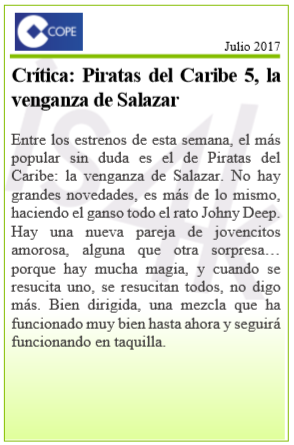 COPE
Julio 2017
Crítica: Piratas del Caribe 5, la
venganza de Salazar
Entre los estrenos de esta semana, el más
popular sin duda es el de Piratas del
Caribe: la venganza de Salazar. No hay
grandes novedades, es más de lo mismo,
haciendo el ganso todo el rato Johny Deep.
Hay una nueva pareja de jovencitos
amorosa, alguna que otra sorpresa…
porque hay mucha magia, y cuando se
resucita uno, se resucitan todos, no digo
más. Bien dirigida, una mezcla que ha
funcionado muy bien hasta ahora y seguirá
funcionando en taquilla.